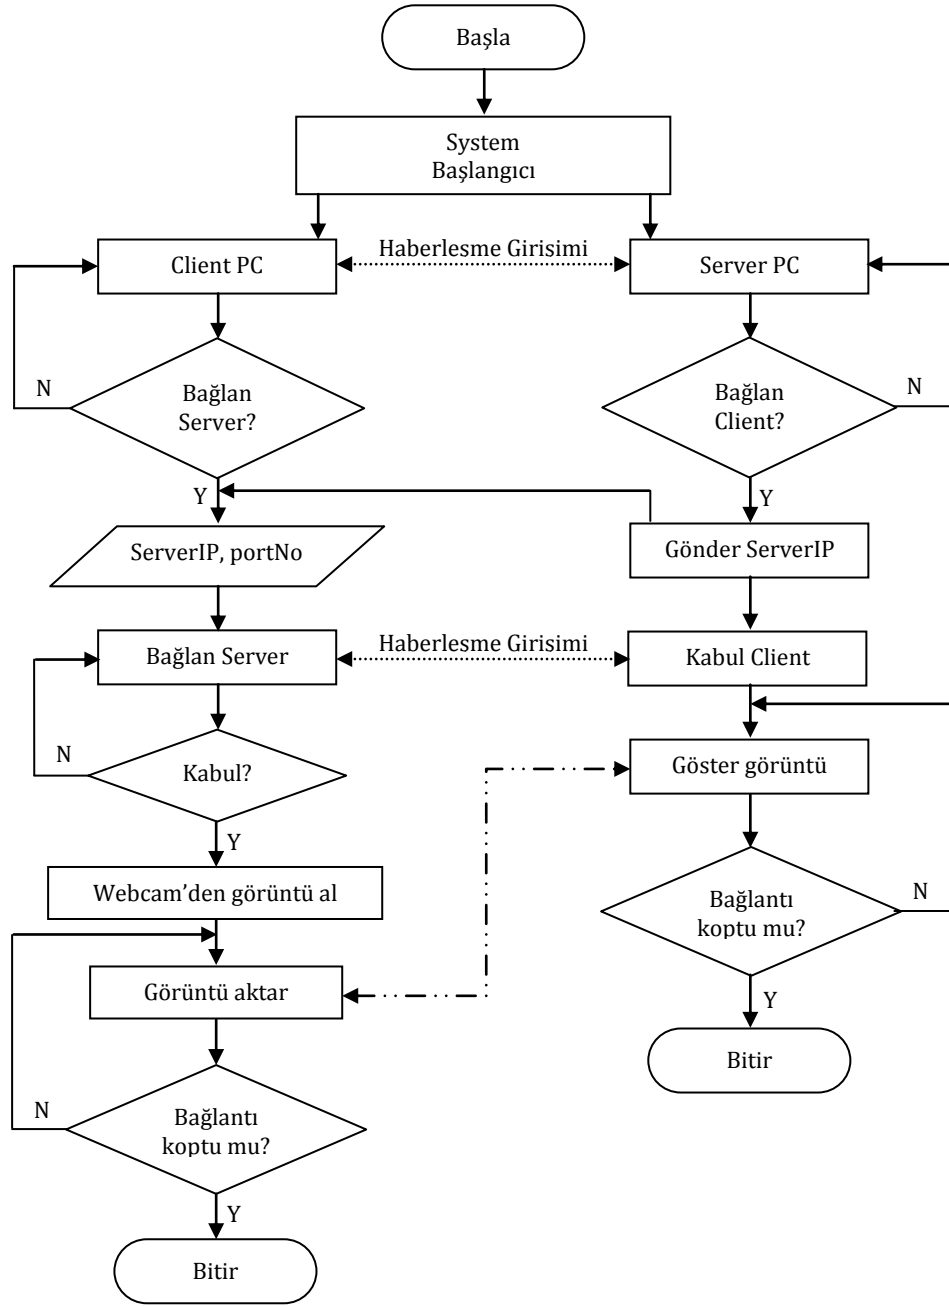 Başla
System
Başlangıcı
Client PC
Haberlesme Girisimi
Server PC
N
Bağlan
Server?
Bağlan
Client?
N
Y
Y
ServerIP, portNo
Gönder ServerIP
Bağlan Server
Haberlesme Girisimi
Kabul Client
N
Kabul?
Göster görüntü
Y
Webcam’den görüntü al
Bağlantı
koptu mu?
N
Görüntü aktar
Y
Bitir
N
Bağlantı
koptu mu?
Y
Bitir